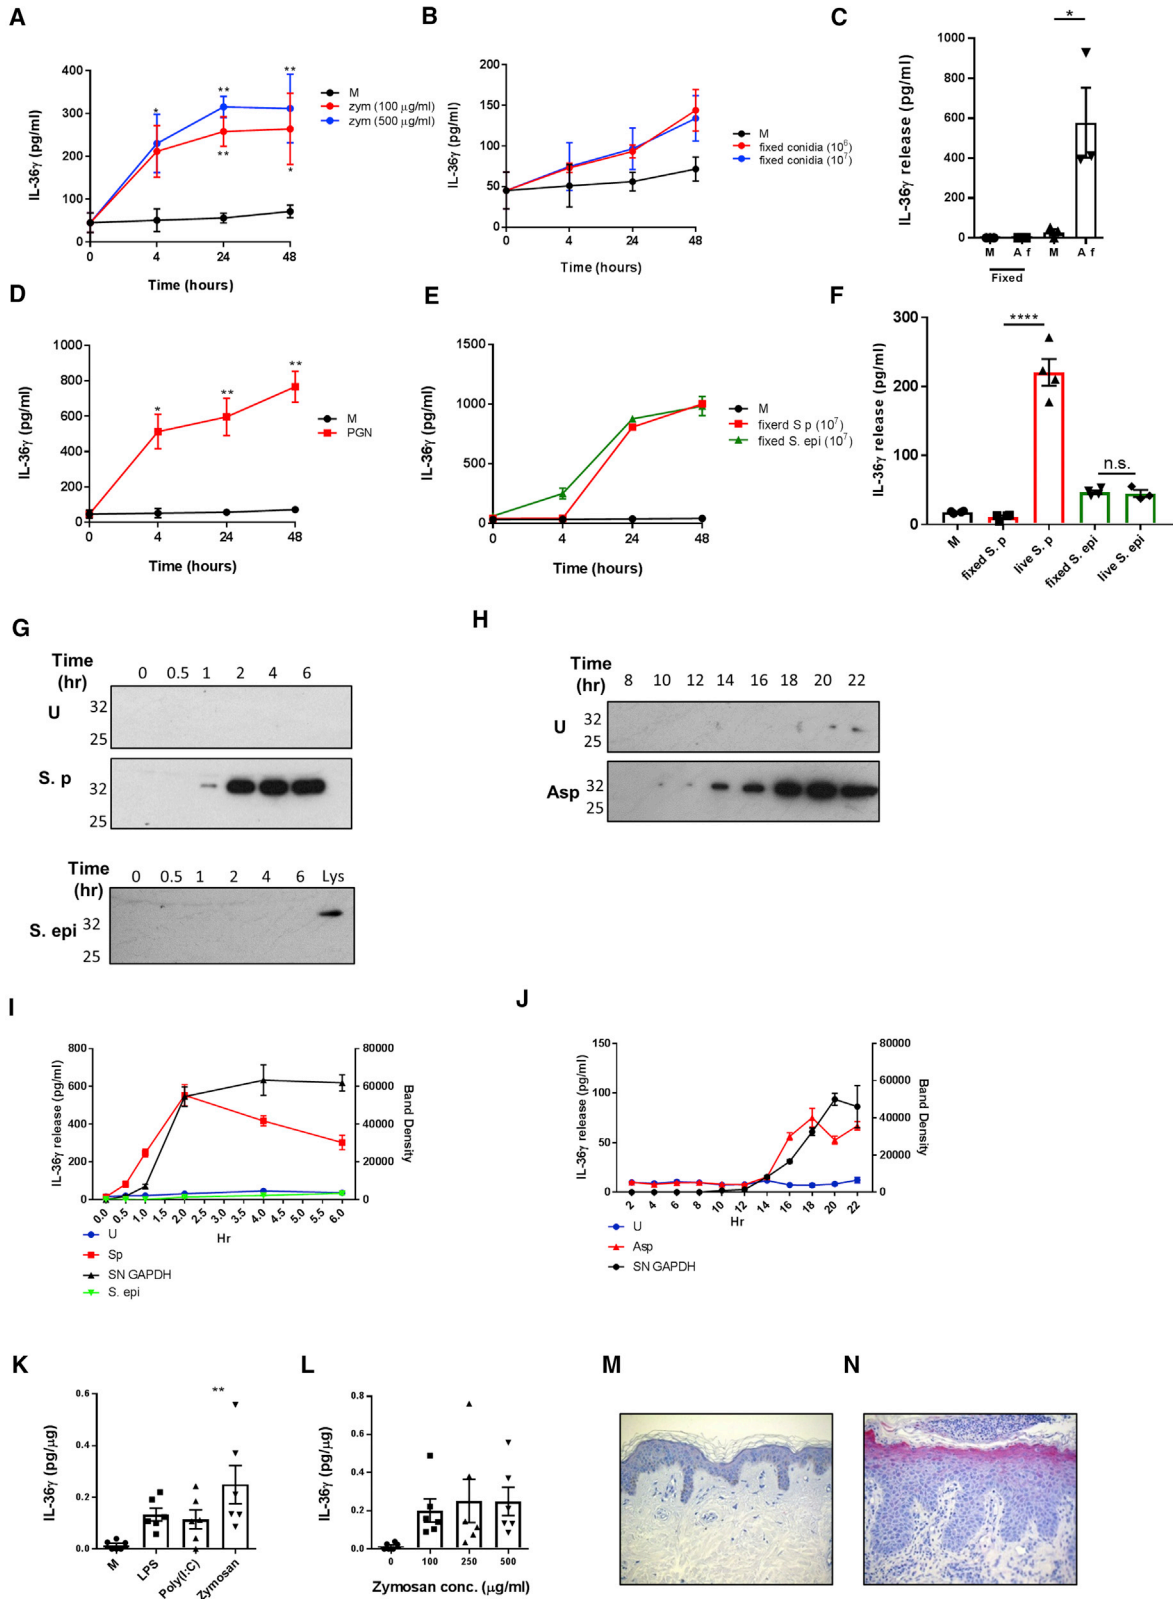 A
IL-36γ (pg/ml)
400
300
200
100
0
*
**
**
**
*
0
4
24
48
Time (hours)
M
zym (100 µg/ml)
zym (500 µg/ml)
B
IL-36γ (pg/ml)
200
150
100
50
0
0
4
24
48
Time (hours)
M
fixed conidia (10⁶)
fixed conidia (10⁷)
C
IL-36γ release (pg/ml)
1000
800
600
400
200
0
*
M
A f
M
A f
Fixed
D
IL-36γ (pg/ml)
1000
800
600
400
200
0
*
**
**
0
4
24
48
Time (hours)
M
PGN
E
IL-36γ (pg/ml)
1500
1000
500
0
0
4
24
48
Time (hours)
M
fixerd S p (10⁷)
fixed S. epi (10⁷)
F
IL-36γ release (pg/ml)
300
200
100
0
****
n.s.
M
fixed S. p
live S. p
fixed S. epi
live S. epi
G
Time (hr)
0 0.5 1 2 4 6
U
32
25
S. p
32
25
Time (hr)
0 0.5 1 2 4 6 Lys
S. epi
32
25
H
Time (hr)
8 10 12 14 16 18 20 22
U
32
25
Asp
32
25
I
IL-36γ release (pg/ml)
800
600
400
200
0
80000
60000
40000
20000
0
Band Density
0.0 0.5 1.0 1.5 2.0 2.5 3.0 3.5 4.0 4.5 5.0 5.5 6.0
Hr
U
Sp
SN GAPDH
S. epi
J
IL-36γ release (pg/ml)
150
100
50
0
80000
60000
40000
20000
0
Band Density
2 4 6 8 10 12 14 16 18 20 22
Hr
U
Asp
SN GAPDH
K
IL-36γ (pg/µg)
0.6
0.4
0.2
0.0
**
M
LPS
Poly(I-C)
Zymosan
L
IL-36γ (pg/µg)
0.8
0.6
0.4
0.2
0.0
0
100
250
500
Zymosan conc. (µg/ml)
M
N